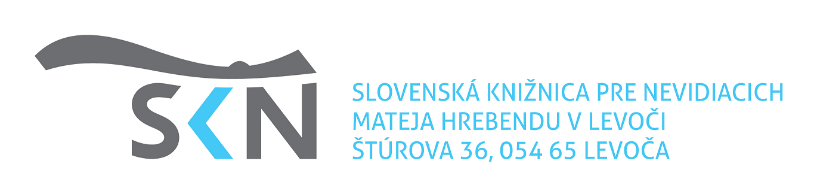 SKN
SLOVENSKÁ KNIŽNICA PRE NEVIDIACICH
MATEJA HREBENDU V LEVOČI
ŠTÚROVA 36, 054 65 LEVOČA